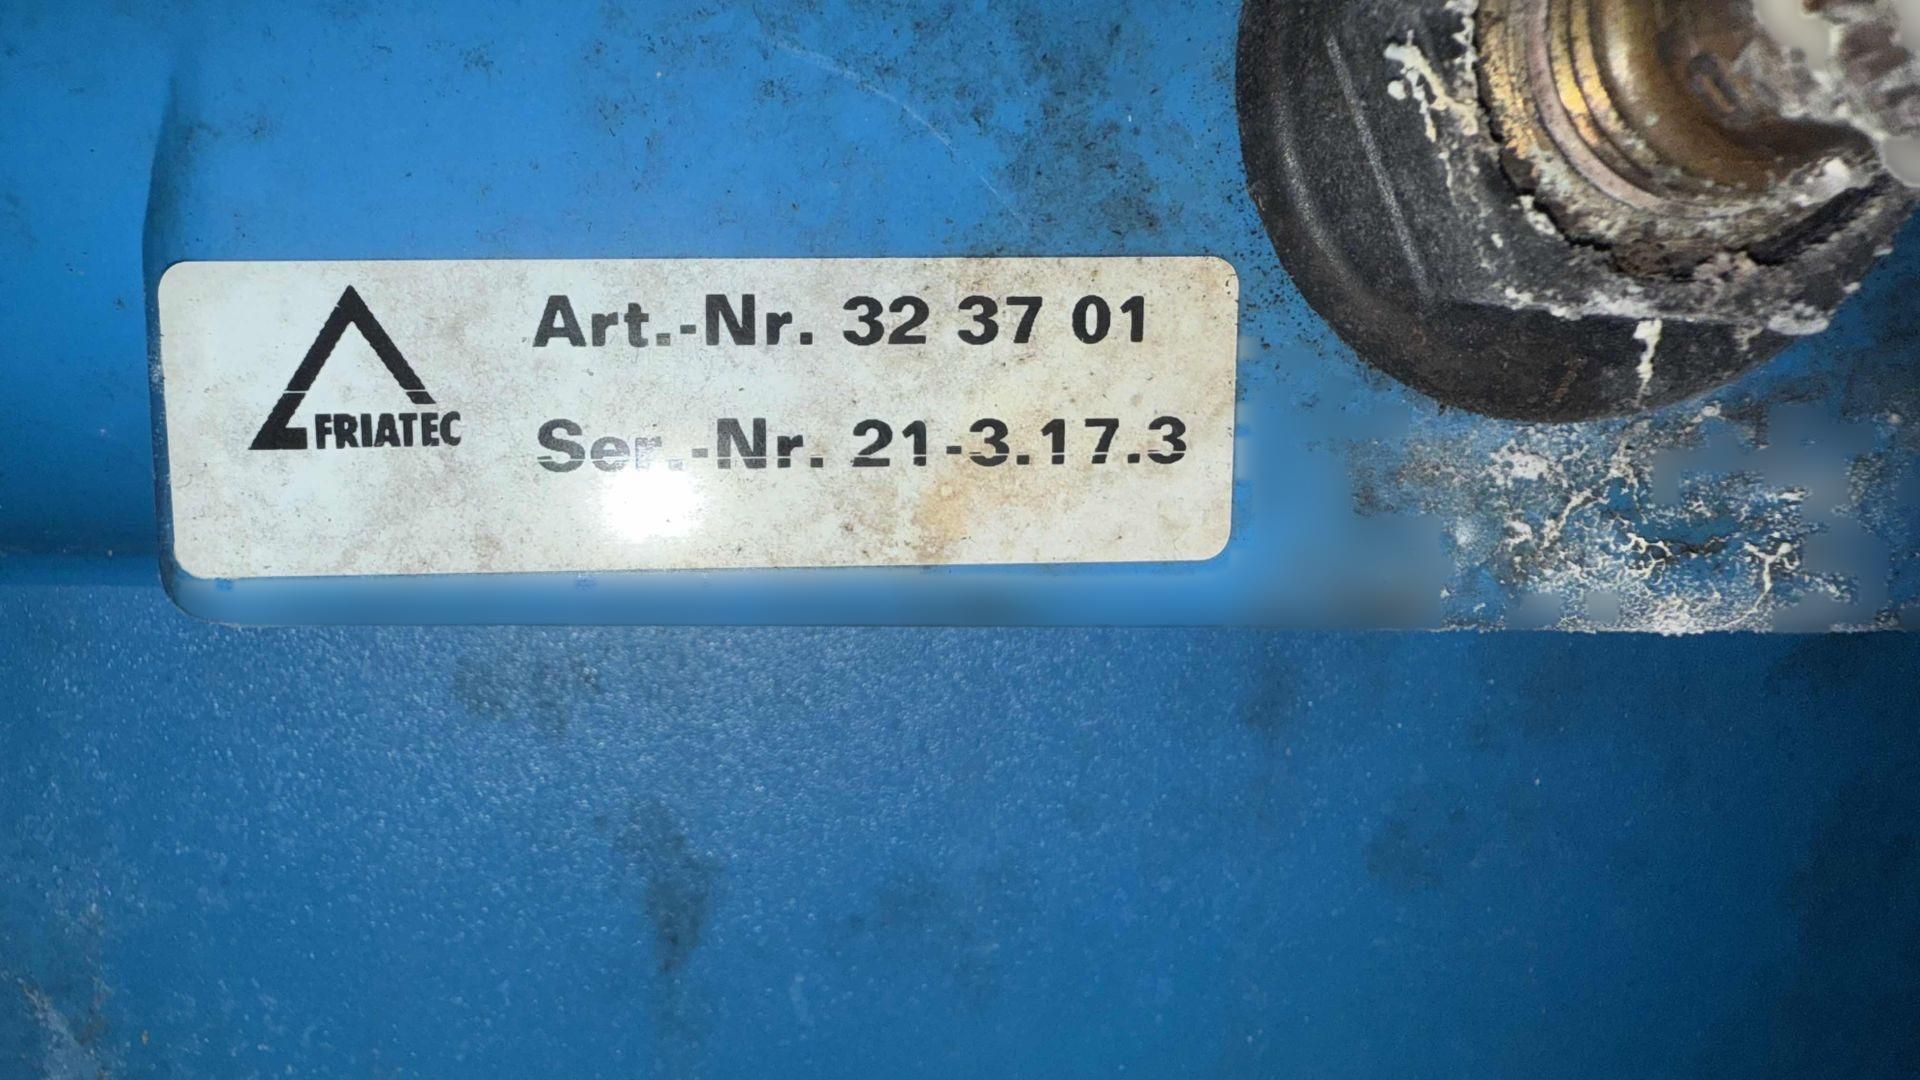 FRIATEC
Art.-Nr. 32 37 01
Ser.-Nr. 21-3.17.3